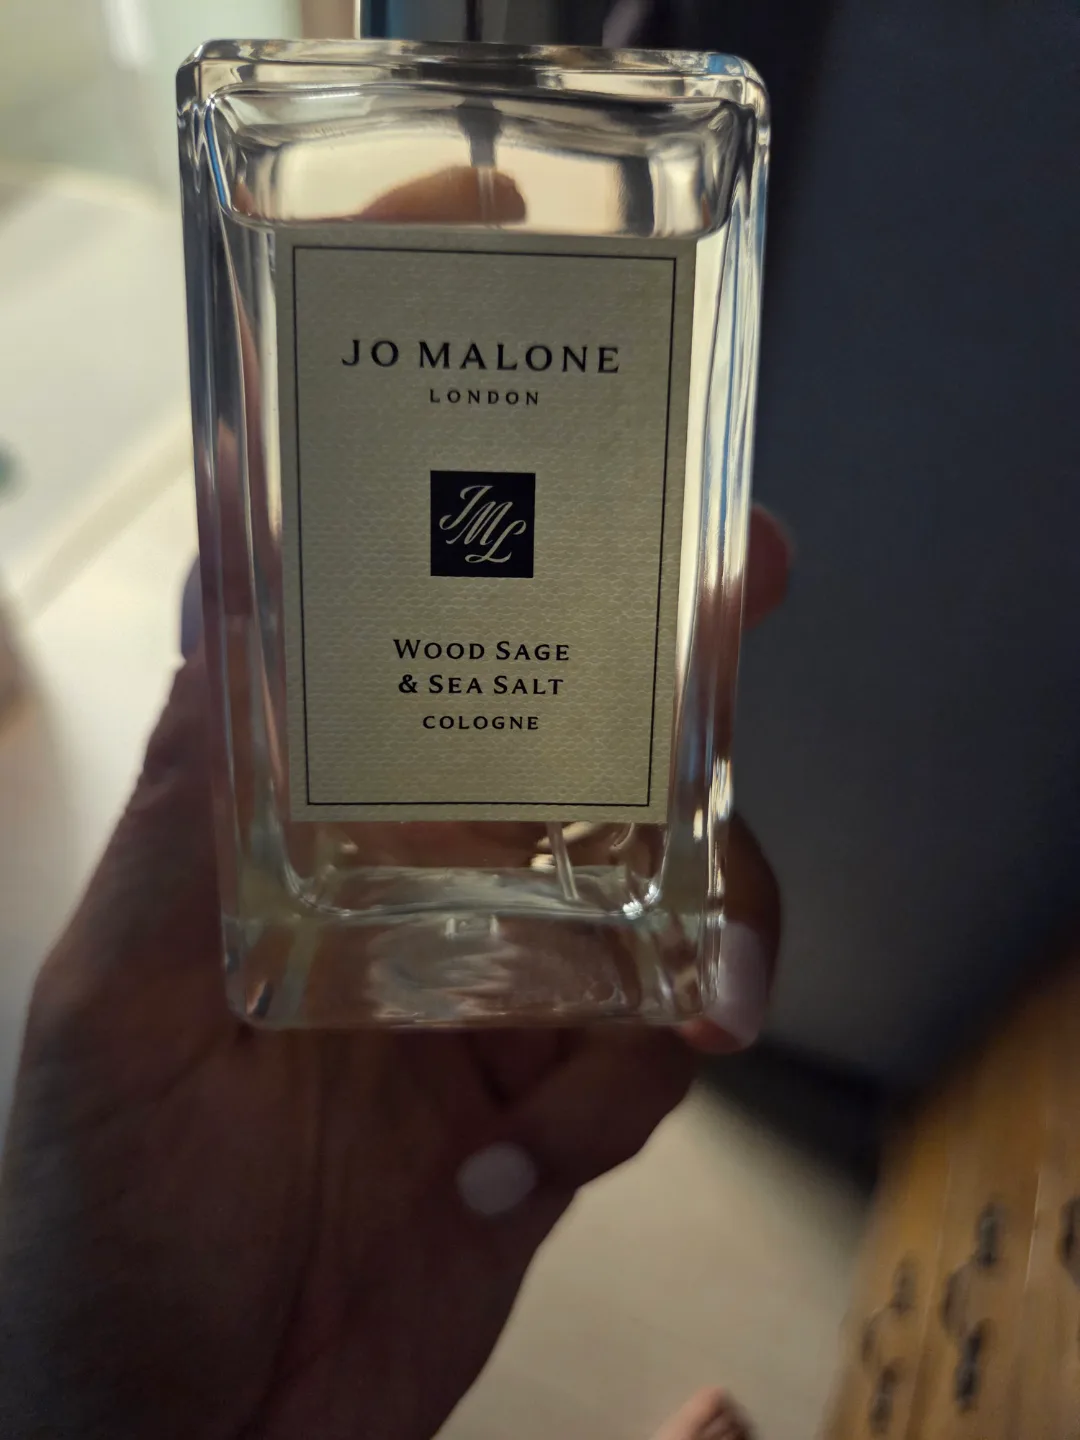 JO MALONE
LONDON
JML
WOOD SAGE
& SEA SALT
COLOGNE